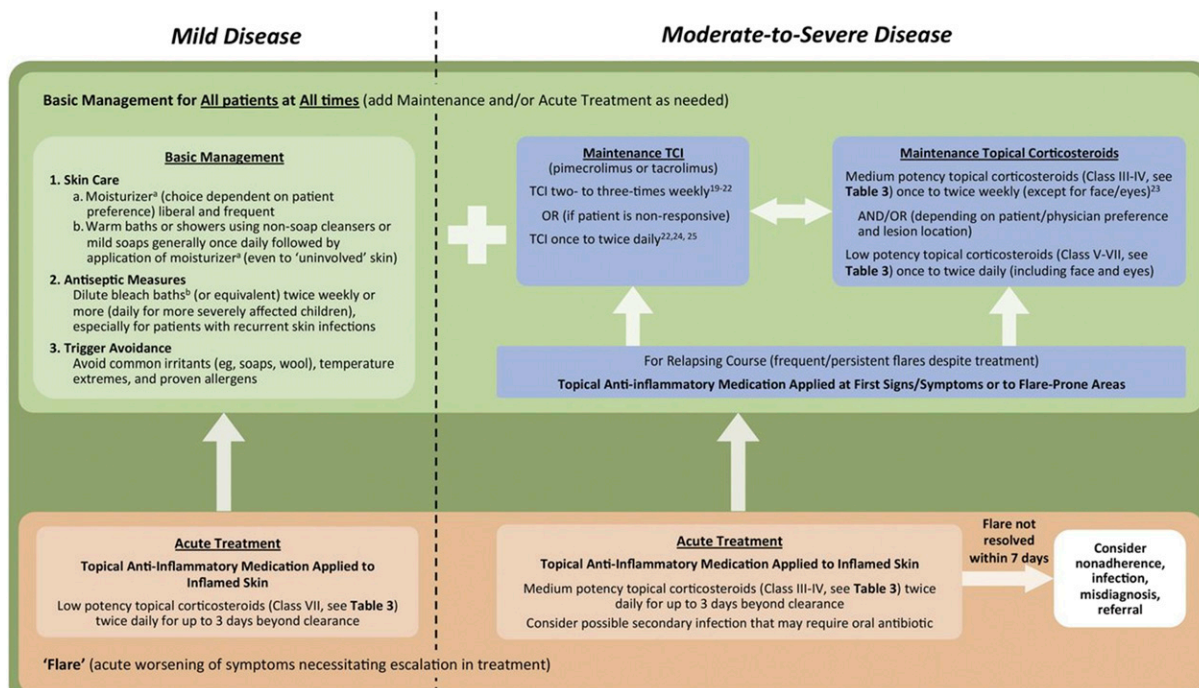 Mild Disease
Moderate-to-Severe Disease
Basic Management for All patients at All times (add Maintenance and/or Acute Treatment as needed)
Basic Management
1. Skin Care
a. Moisturizerᵃ (choice dependent on patient
preference) liberal and frequent
b. Warm baths or showers using non-soap cleansers or
mild soaps generally once daily followed by
application of moisturizerᵃ (even to ‘uninvolved’ skin)
2. Antiseptic Measures
Dilute bleach bathsᵇ (or equivalent) twice weekly or
more (daily for more severely affected children),
especially for patients with recurrent skin infections
3. Trigger Avoidance
Avoid common irritants (eg, soaps, wool), temperature
extremes, and proven allergens
Maintenance TCI
(pimecrolimus or tacrolimus)
TCI two- to three-times weekly¹⁹⁻²²
OR (if patient is non-responsive)
TCI once to twice daily²²,²⁴, ²⁵
Maintenance Topical Corticosteroids
Medium potency topical corticosteroids (Class III-IV, see
Table 3) once to twice weekly (except for face/eyes)²³
AND/OR (depending on patient/physician preference
and lesion location)
Low potency topical corticosteroids (Class V-VII, see
Table 3) once to twice daily (including face and eyes)
For Relapsing Course (frequent/persistent flares despite treatment)
Topical Anti-inflammatory Medication Applied at First Signs/Symptoms or to Flare-Prone Areas
Acute Treatment
Topical Anti-Inflammatory Medication Applied to
Inflamed Skin
Low potency topical corticosteroids (Class VII, see Table 3)
twice daily for up to 3 days beyond clearance
Acute Treatment
Topical Anti-Inflammatory Medication Applied to Inflamed Skin
Medium potency topical corticosteroids (Class III-IV, see Table 3) twice
daily for up to 3 days beyond clearance
Consider possible secondary infection that may require oral antibiotic
Flare not
resolved
within 7 days
Consider
nonadherence,
infection,
misdiagnosis,
referral
‘Flare’ (acute worsening of symptoms necessitating escalation in treatment)